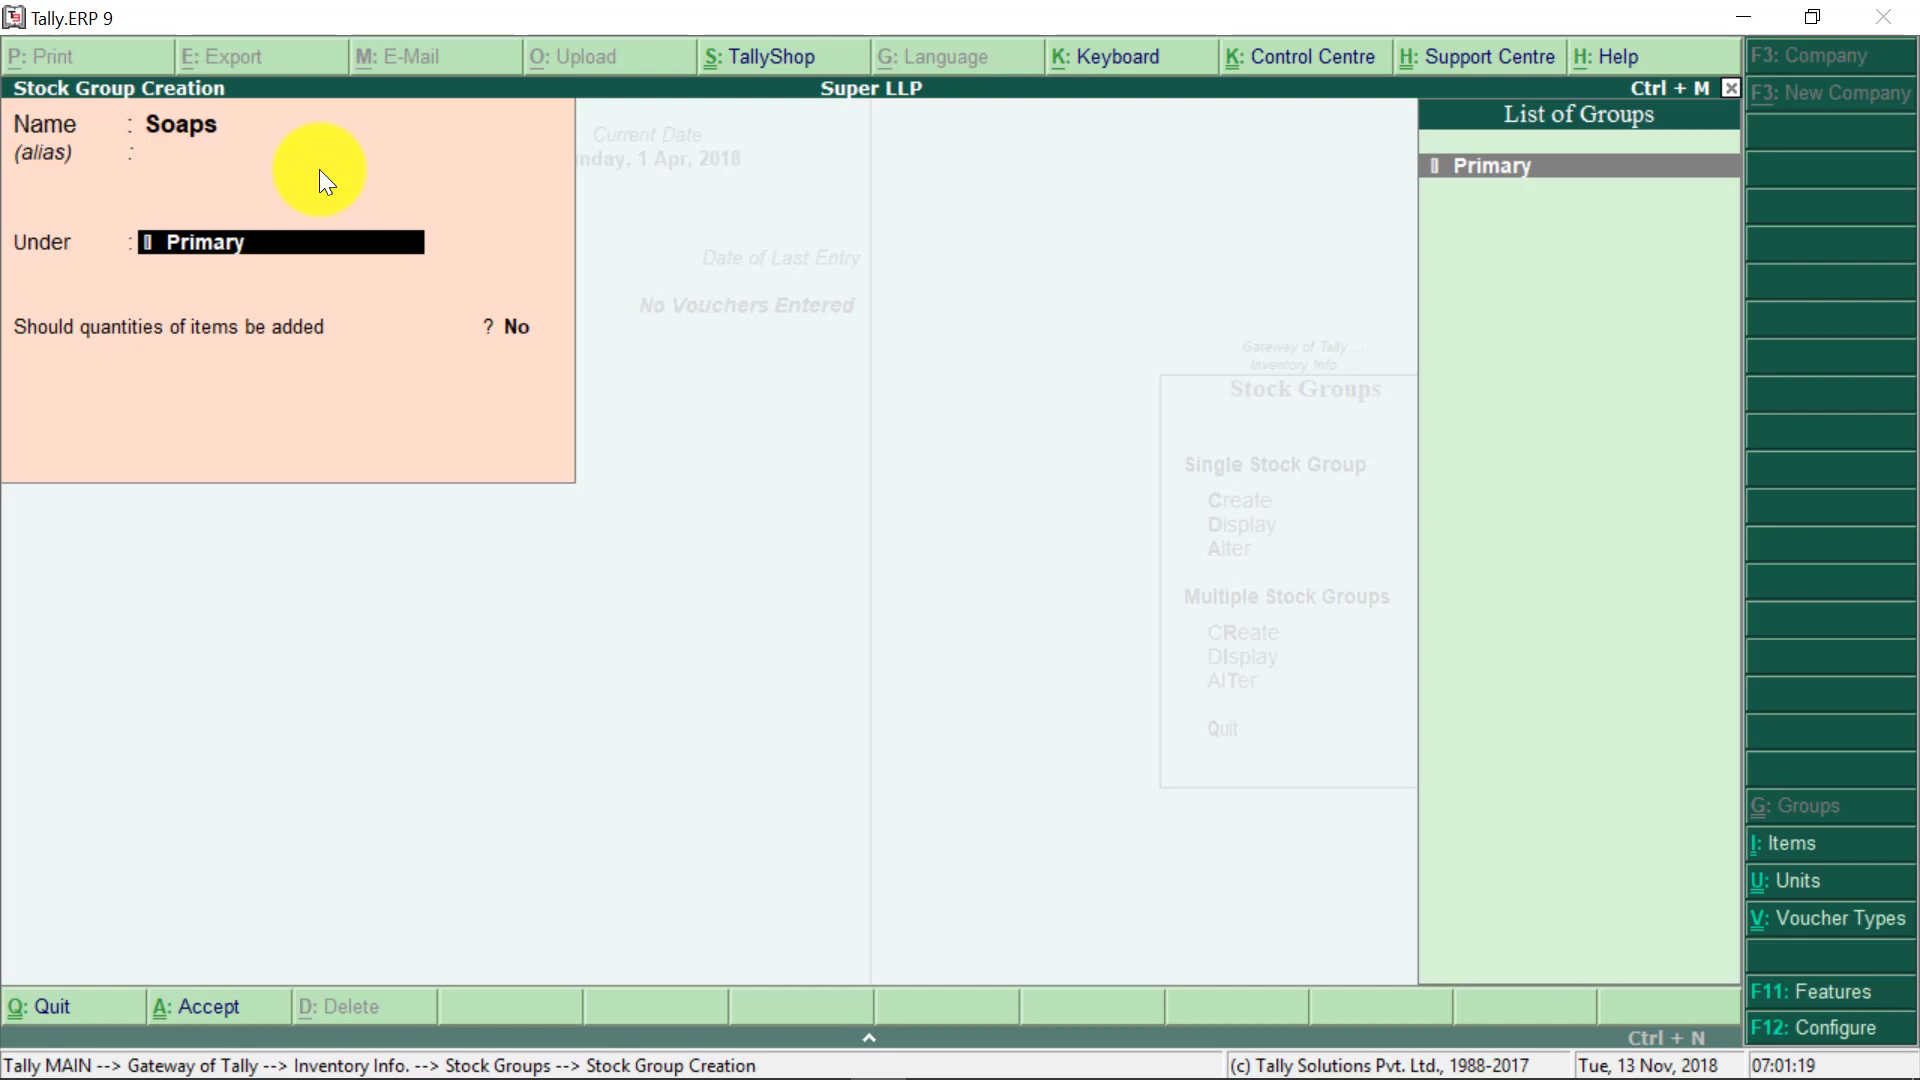 Tally.ERP 9
P: Print
E: Export
M: E-Mail
O: Upload
S: TallyShop
G: Language
K: Keyboard
K: Control Centre
H: Support Centre
H: Help
Stock Group Creation
Super LLP
Ctrl + M
Name : Soaps
(alias) :
Under : Primary
Should quantities of items be added ? No
Current Date
nday, 1 Apr, 2018
Date of Last Entry
No Vouchers Entered
Gateway of Tally ...
Inventory Info. ..
Stock Groups
Single Stock Group
Create
Display
Alter
Multiple Stock Groups
CReate
DIsplay
AlTer
Quit
List of Groups
Primary
F3: Company
F3: New Company
G: Groups
I: Items
U: Units
V: Voucher Types
F11: Features
F12: Configure
Q: Quit
A: Accept
D: Delete
Ctrl + N
Tally MAIN --> Gateway of Tally --> Inventory Info. --> Stock Groups --> Stock Group Creation
(c) Tally Solutions Pvt. Ltd., 1988-2017
Tue, 13 Nov, 2018
07:01:19